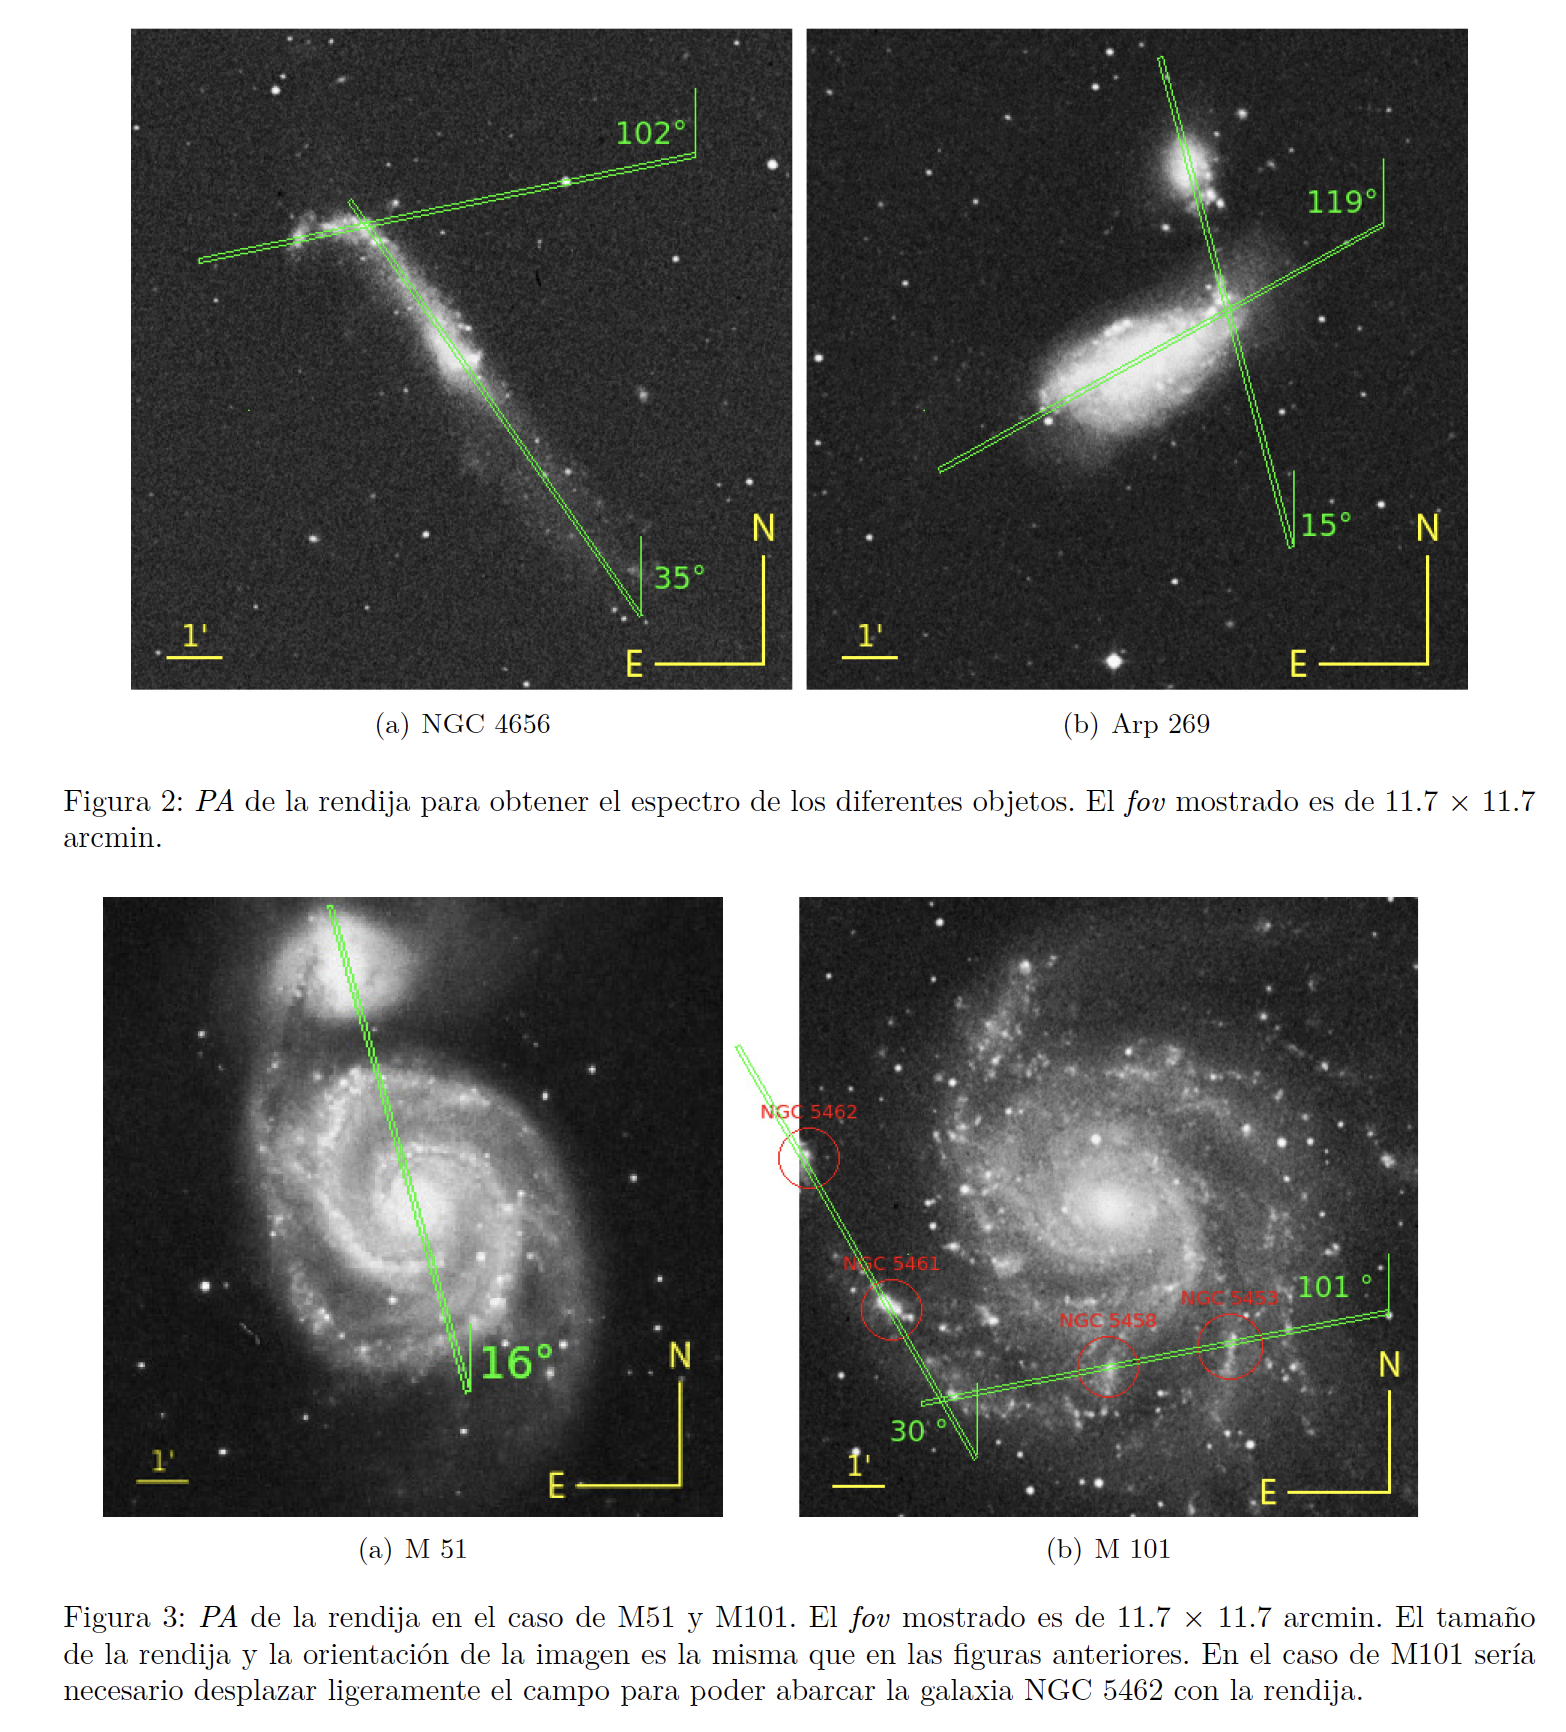 102°
35°
N
E
1'
119°
15°
N
E
1'
(a) NGC 4656
(b) Arp 269
Figura 2: PA de la rendija para obtener el espectro de los diferentes objetos. El fov mostrado es de 11.7 × 11.7
arcmin.
16°
N
E
1'
NGC 5462
NGC 5461
NGC 5458
NGC 5453
101 °
30 °
N
E
1'
(a) M 51
(b) M 101
Figura 3: PA de la rendija en el caso de M51 y M101. El fov mostrado es de 11.7 × 11.7 arcmin. El tamaño
de la rendija y la orientación de la imagen es la misma que en las figuras anteriores. En el caso de M101 sería
necesario desplazar ligeramente el campo para poder abarcar la galaxia NGC 5462 con la rendija.